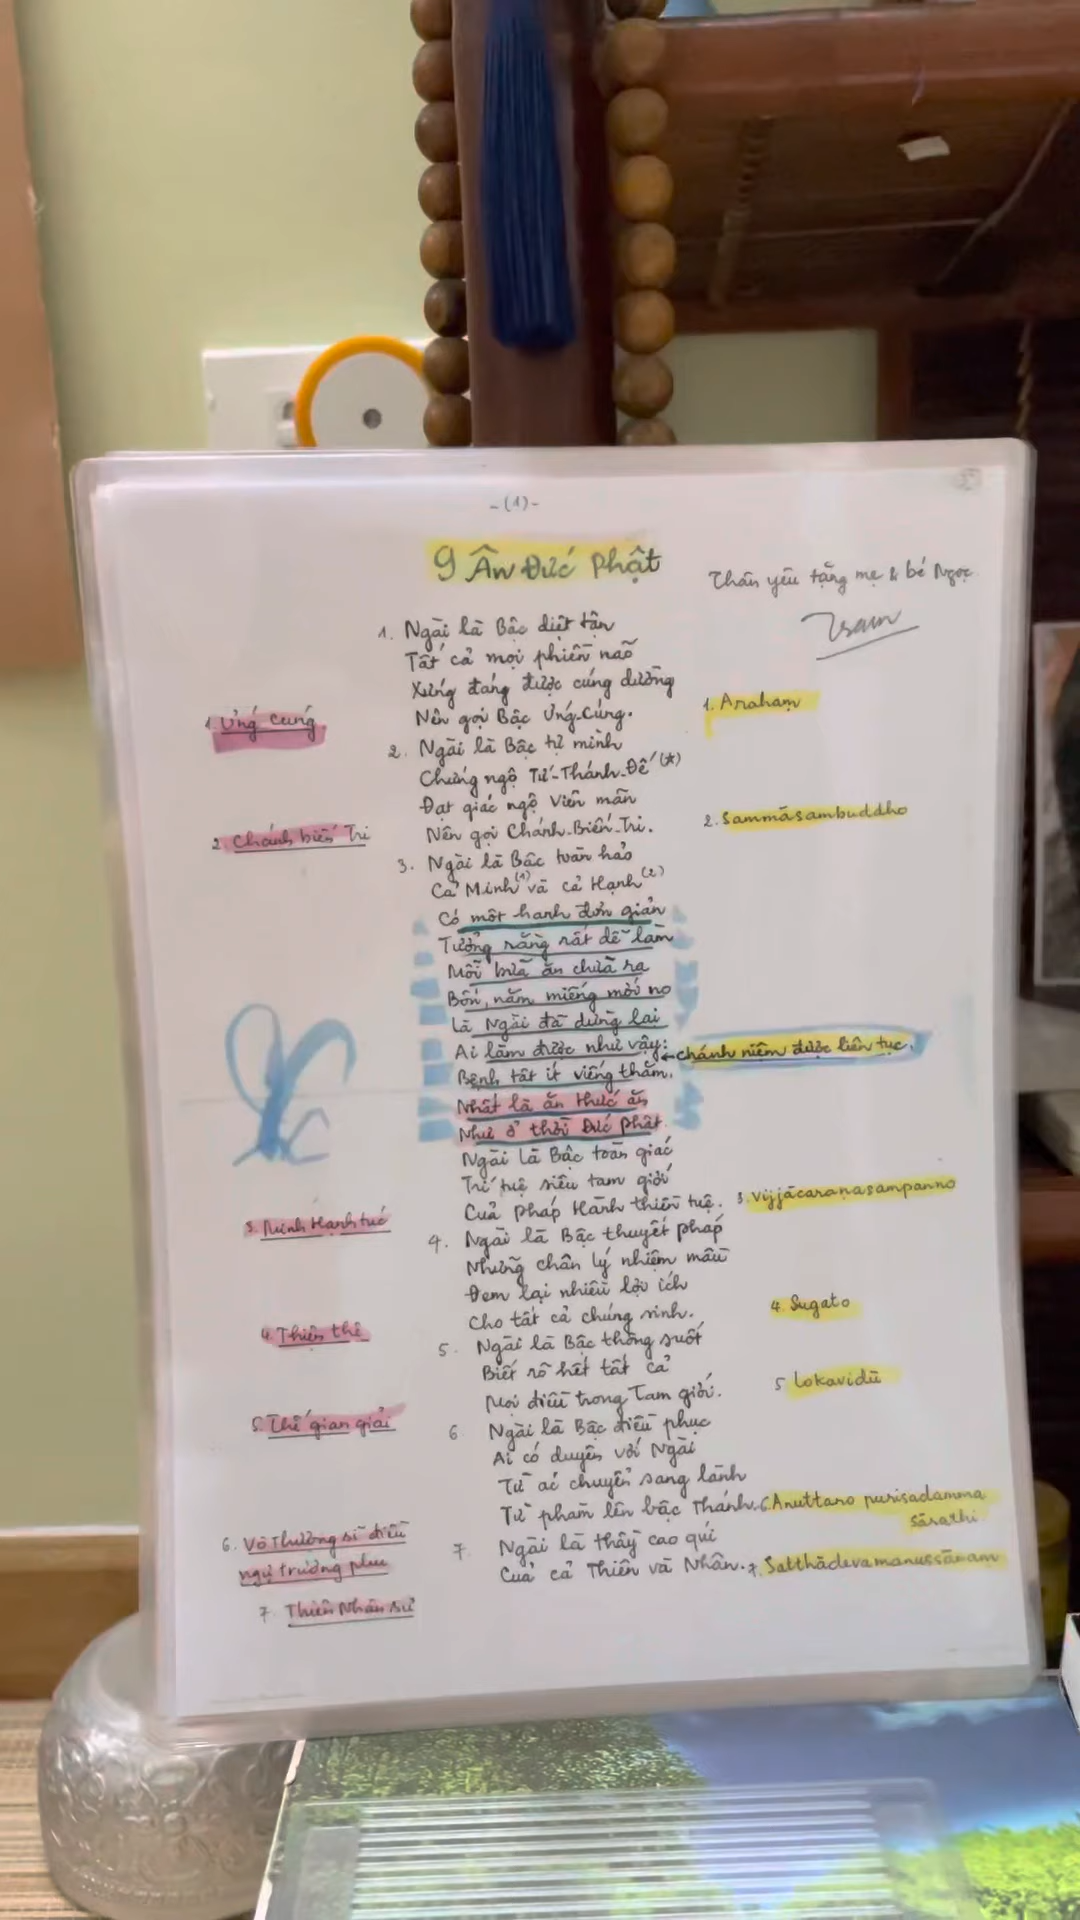 -(1)-
9 Ân Đức Phật
Thân yêu tặng mẹ & bé Ngọc
1. Ngài là Bậc diệt tận
Tất cả mọi phiền não
Xứng đáng được cúng dường
1. Ứng cúng.
Nên gọi Bậc Ứng-Cúng.
1. Arahaṃ
2. Ngài là Bậc tự mình
Chứng ngộ Tứ-Thánh-Đế (*)
Đạt giác ngộ viên mãn
2. Chánh biến Tri
Nên gọi Chánh-Biến-Tri.
2. Sammāsambuddho
3. Ngài là Bậc toàn hảo
Cả Minh(1) và cả Hạnh(2)
Có một hạnh đơn giản
Tưởng rằng rất dễ làm
Mỗi bữa ăn chưa ra
Bốn, năm miếng mới no
Là Ngài đã dừng lại
Ai làm được như vậy:
← chánh niệm được liên tục.
Bệnh tật ít viếng thăm.
Nhất là ăn thức ăn
Như ở thời Đức Phật
Ngài là Bậc toàn giác
Trí tuệ siêu tam giới
3. Minh Hạnh túc
Của pháp Hành thiền tuệ.
3. Vijjācaraṇasampanno
4. Ngài là Bậc thuyết pháp
Những chân lý nhiệm mầu
Đem lại nhiều lợi ích
4. Thiện thệ
Cho tất cả chúng sinh.
4. Sugato
5. Ngài là Bậc thông suốt
Biết rõ hết tất cả
5. Thế gian giải
Mọi điều trong Tam giới.
5 Lokavidū
6. Ngài là Bậc điều phục
Ai có duyên với Ngài
Từ ác chuyển sang lành
6. Vô Thượng sĩ điều
ngự trượng phu
Từ phàm lên bậc Thánh.
6. Anuttaro purisadamma
sārathi
7. Ngài là thầy cao quí
7. Thiên Nhân sư
Của cả Thiên và Nhân.
7. Satthādevamanussānaṃ